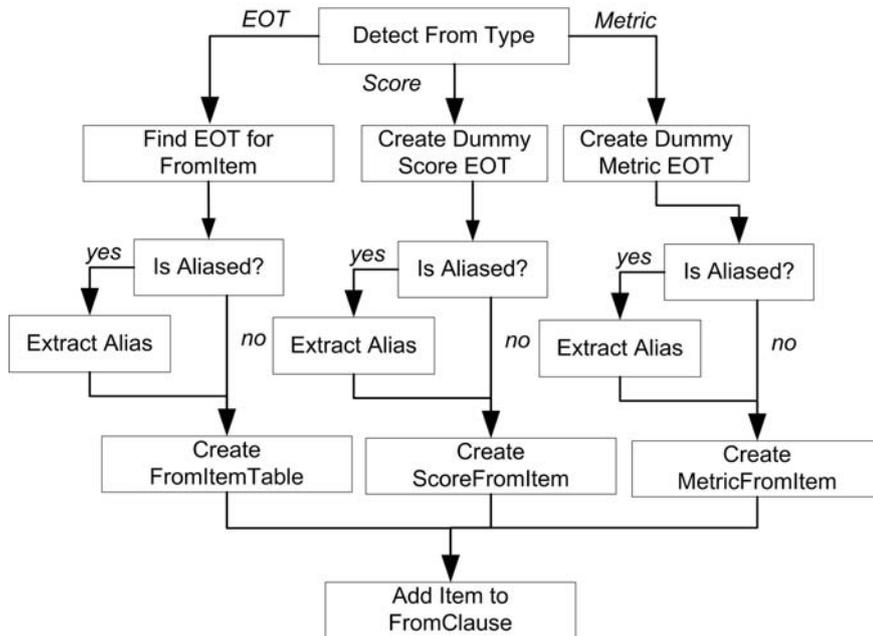 EOT
Detect From Type
Metric
Score
Find EOT for
FromItem
Create Dummy
Score EOT
Create Dummy
Metric EOT
yes
Is Aliased?
yes
Is Aliased?
yes
Is Aliased?
Extract Alias
no
Extract Alias
no
Extract Alias
no
Create
FromItemTable
Create
ScoreFromItem
Create
MetricFromItem
Add Item to
FromClause